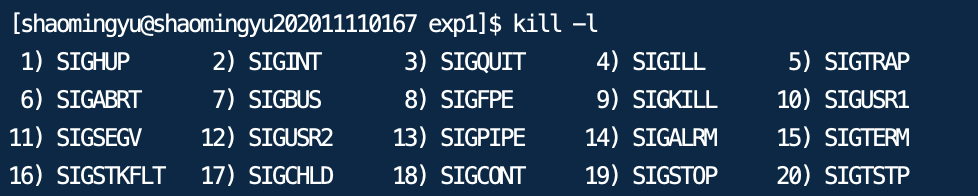 [shaomingyu@shaomingyu202011110167 exp1]$ kill -l
1) SIGHUP 2) SIGINT 3) SIGQUIT 4) SIGILL 5) SIGTRAP
6) SIGABRT 7) SIGBUS 8) SIGFPE 9) SIGKILL 10) SIGUSR1
11) SIGSEGV 12) SIGUSR2 13) SIGPIPE 14) SIGALRM 15) SIGTERM
16) SIGSTKFLT 17) SIGCHLD 18) SIGCONT 19) SIGSTOP 20) SIGTSTP